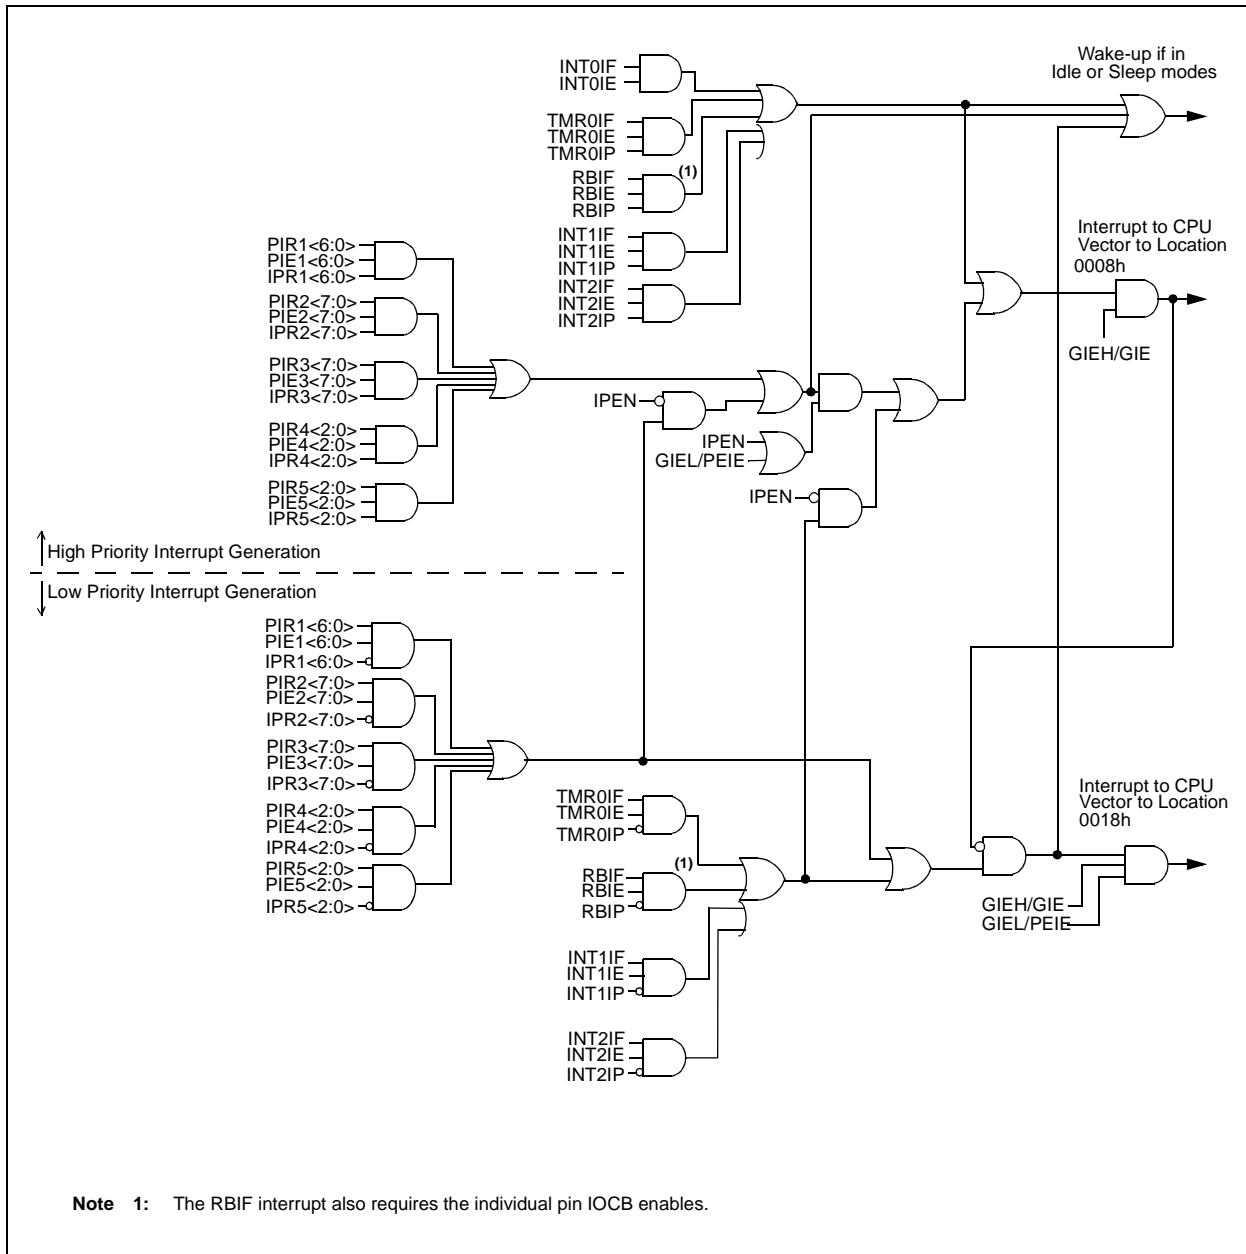 INT0IF
INT0IE
TMR0IF
TMR0IE
TMR0IP
(1)
RBIF
RBIE
RBIP
INT1IF
INT1IE
INT1IP
INT2IF
INT2IE
INT2IP
Wake-up if in
Idle or Sleep modes
Interrupt to CPU
Vector to Location
0008h
GIEH/GIE
PIR1<6:0>
PIE1<6:0>
IPR1<6:0>
PIR2<7:0>
PIE2<7:0>
IPR2<7:0>
PIR3<7:0>
PIE3<7:0>
IPR3<7:0>
PIR4<2:0>
PIE4<2:0>
IPR4<2:0>
PIR5<2:0>
PIE5<2:0>
IPR5<2:0>
IPEN
IPEN
GIEL/PEIE
IPEN
High Priority Interrupt Generation
Low Priority Interrupt Generation
PIR1<6:0>
PIE1<6:0>
IPR1<6:0>
PIR2<7:0>
PIE2<7:0>
IPR2<7:0>
PIR3<7:0>
PIE3<7:0>
IPR3<7:0>
PIR4<2:0>
PIE4<2:0>
IPR4<2:0>
PIR5<2:0>
PIE5<2:0>
IPR5<2:0>
TMR0IF
TMR0IE
TMR0IP
(1)
RBIF
RBIE
RBIP
INT1IF
INT1IE
INT1IP
INT2IF
INT2IE
INT2IP
Interrupt to CPU
Vector to Location
0018h
GIEH/GIE
GIEL/PEIE
Note 1: The RBIF interrupt also requires the individual pin IOCB enables.